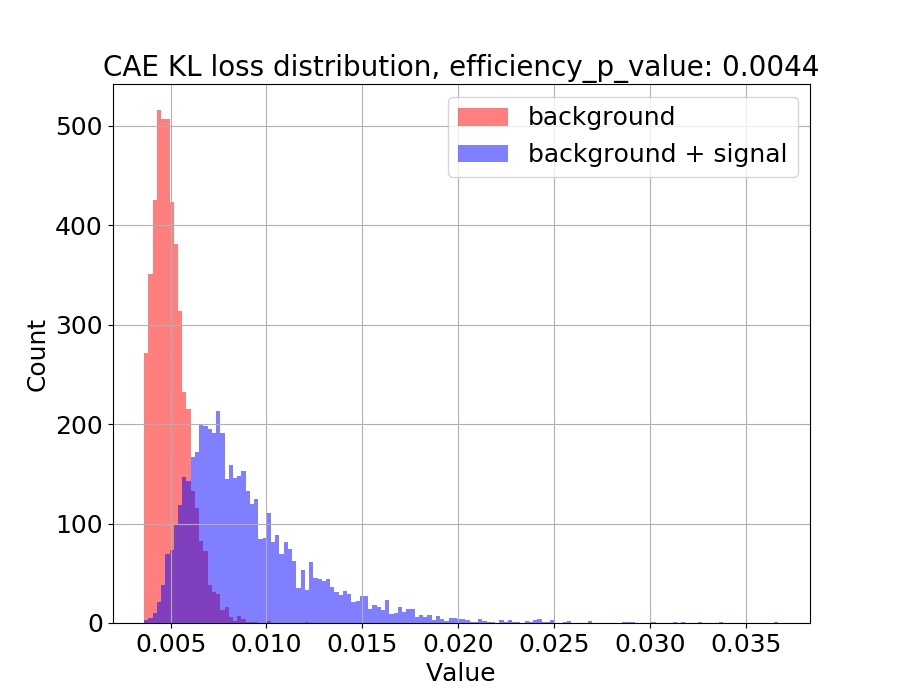 CAE KL loss distribution, efficiency_p_value: 0.0044
background
background + signal
500
400
300
200
100
0
Count
0.005 0.010 0.015 0.020 0.025 0.030 0.035
Value